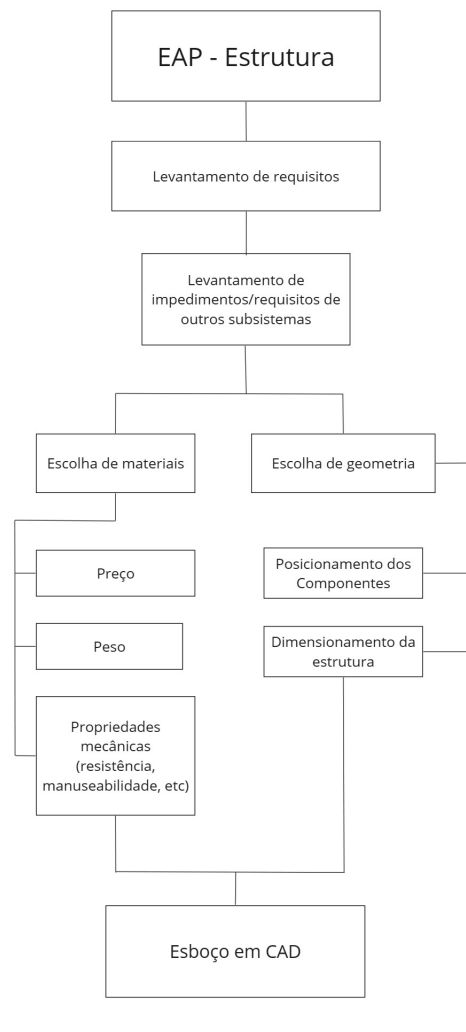 EAP - Estrutura
Levantamento de requisitos
Levantamento de
impedimentos/requisitos de
outros subsistemas
Escolha de materiais
Escolha de geometria
Preço
Posicionamento dos
Componentes
Peso
Dimensionamento da
estrutura
Propriedades
mecânicas
(resistência,
manuseabilidade, etc)
Esboço em CAD